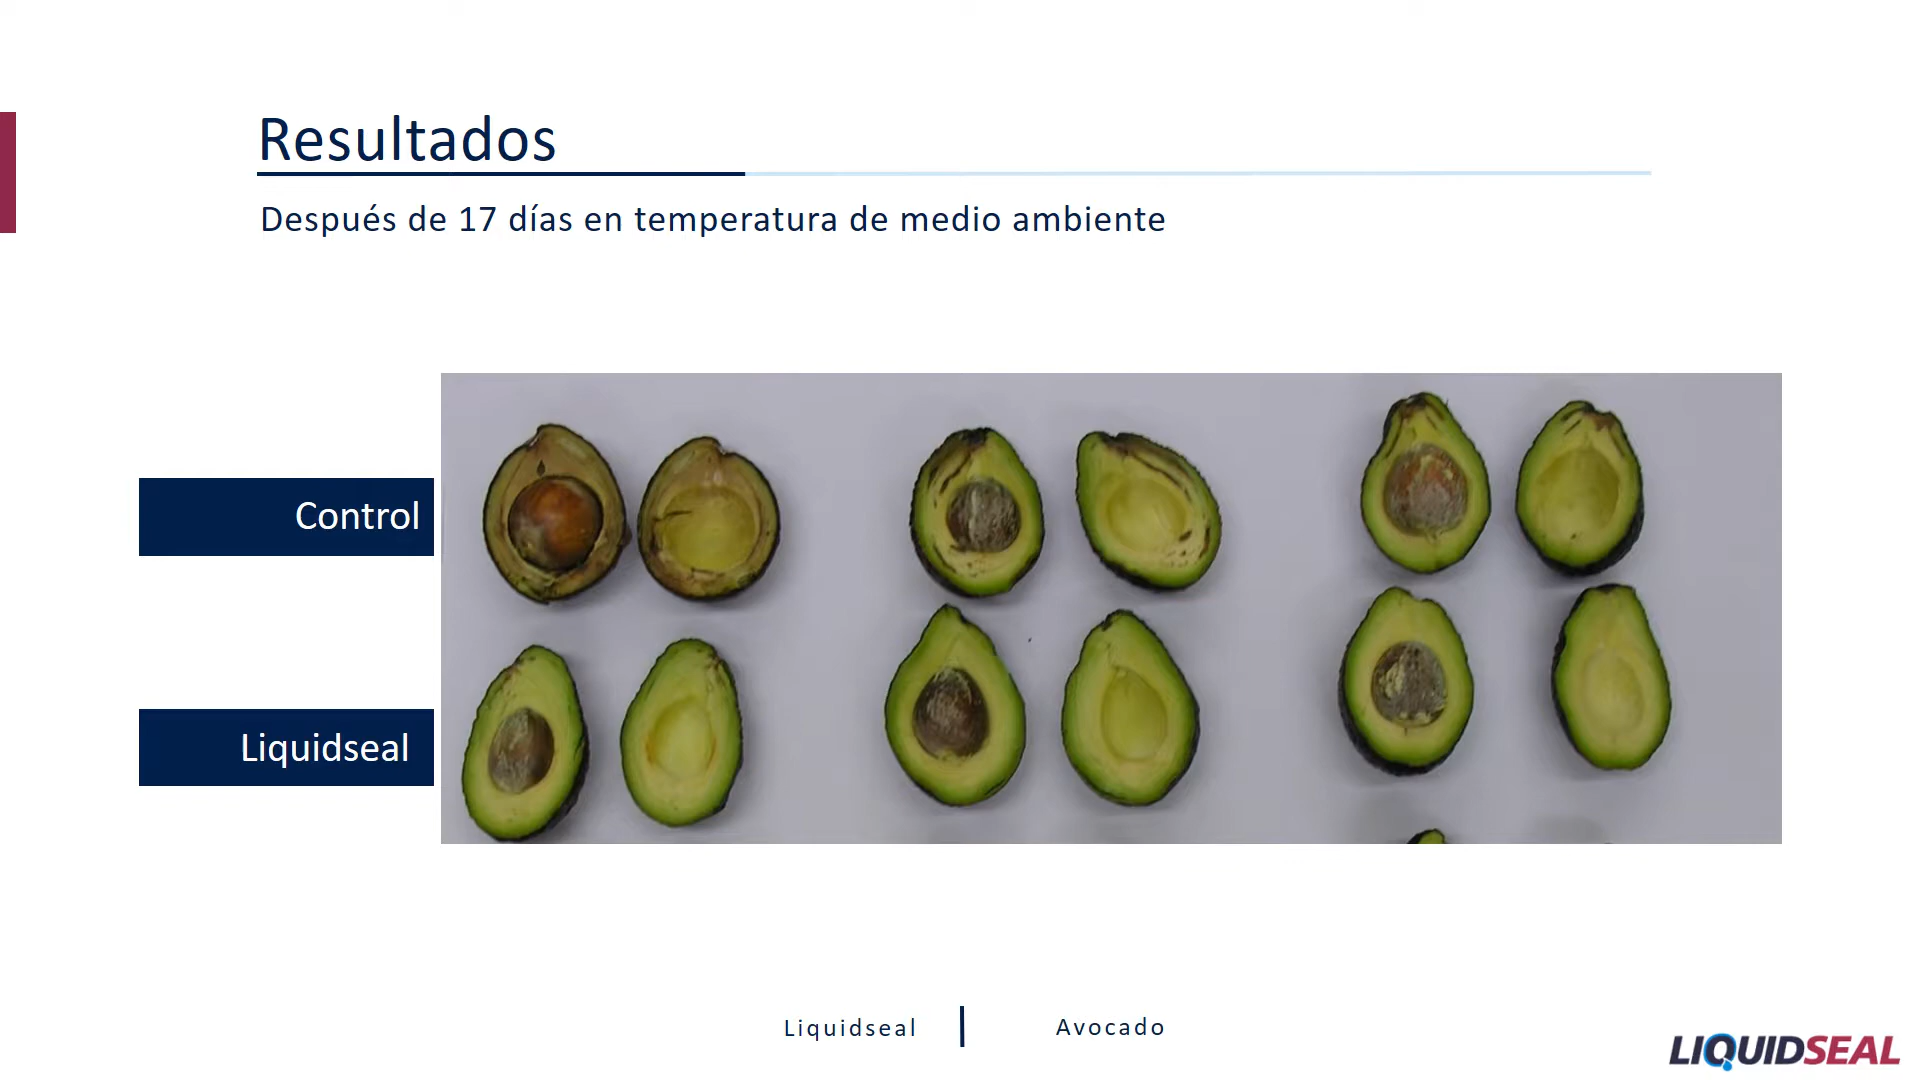 Resultados
Después de 17 días en temperatura de medio ambiente
Control
Liquidseal
Liquidseal
Avocado
LIQUIDSEAL